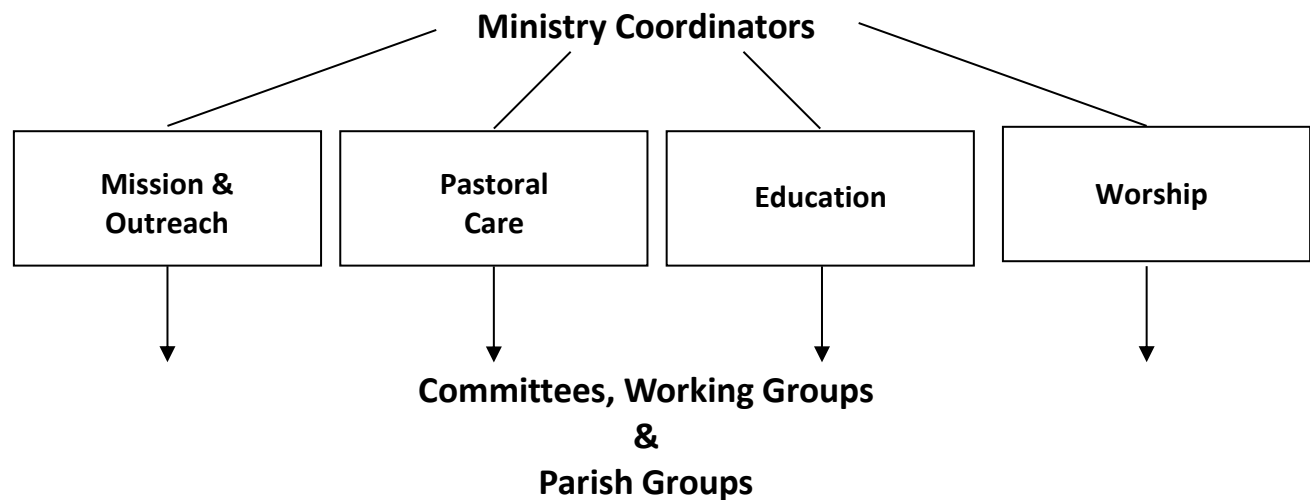 Ministry Coordinators
Mission &
Outreach
Pastoral
Care
Education
Worship
Committees, Working Groups
&
Parish Groups